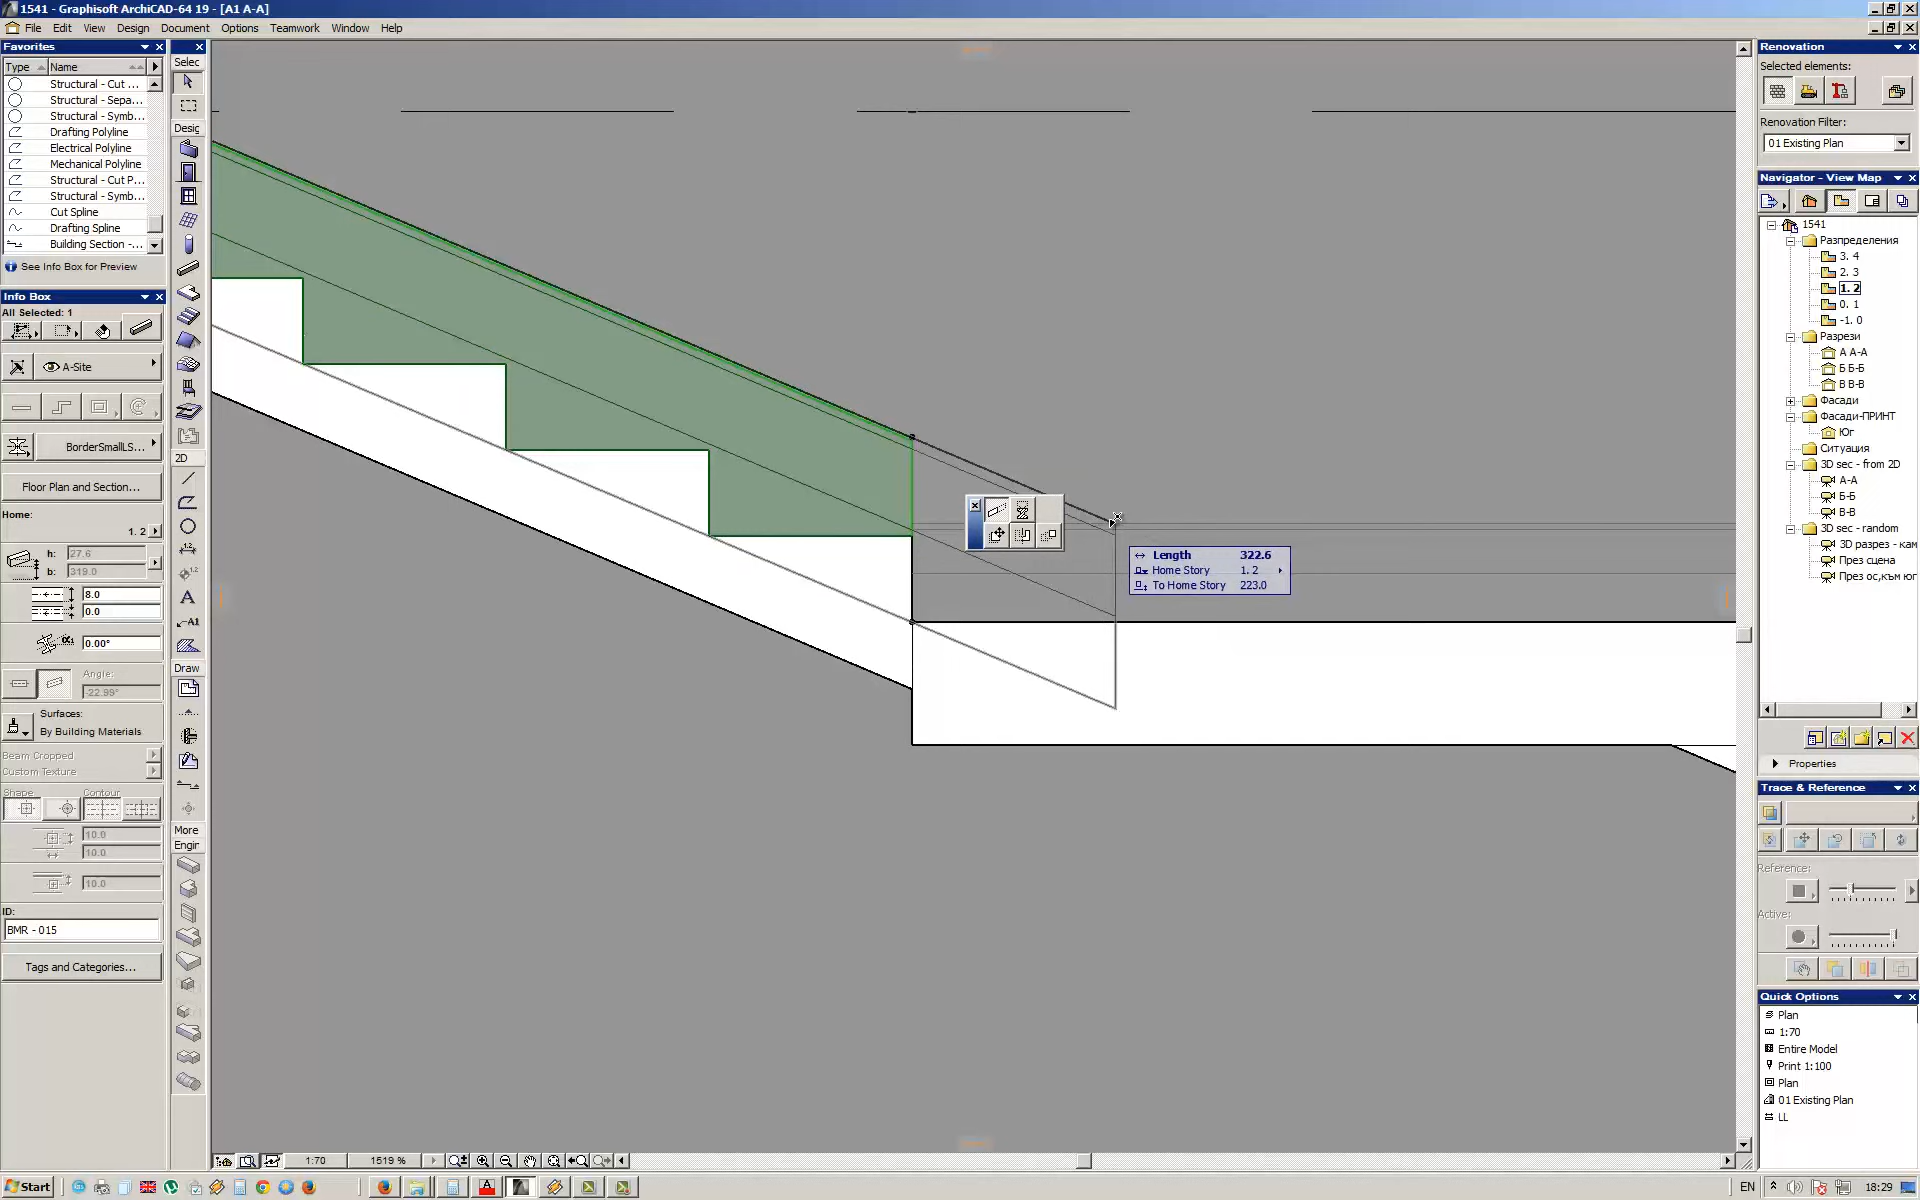 1541 - Graphisoft ArchiCAD-64 19 - [A1 A-A]
File Edit View Design Document Options Teamwork Window Help
Favorites
Type Name
Structural - Cut ...
Structural - Sepa...
Structural - Symb...
Drafting Polyline
Electrical Polyline
Mechanical Polyline
Structural - Cut P...
Structural - Symb...
Cut Spline
Drafting Spline
Building Section -...
See Info Box for Preview
Info Box
All Selected: 1
A-Site
BorderSmallLS...
Floor Plan and Section...
Home:
1. 2
h: 27.6
b: 319.0
8.0
0.0
0.00°
Angle:
-22.99°
Surfaces:
By Building Materials
Beam Cropped
Custom Texture
Shape Contour
10.0
10.0
10.0
ID:
BMR - 015
Tags and Categories...
Selec
Desig
2D
A
A1
Draw
More
Engir
Length 322.6
Home Story 1. 2
To Home Story 223.0
1:70
1519 %
Renovation
Selected elements:
Renovation Filter:
01 Existing Plan
Navigator - View Map
1541
Разпределения
3. 4
2. 3
1. 2
0. 1
-1. 0
Разрези
А А-А
Б Б-Б
В В-В
Фасади
Фасади-ПРИНТ
Юг
Ситуация
3D sec - from 2D
А-А
Б-Б
В-В
3D sec - random
3D разрез - кам
През сцена
През ос,към юг
Properties
Trace & Reference
Reference:
Active:
Quick Options
Plan
1:70
Entire Model
Print 1:100
Plan
01 Existing Plan
LL
Start
EN
18:29